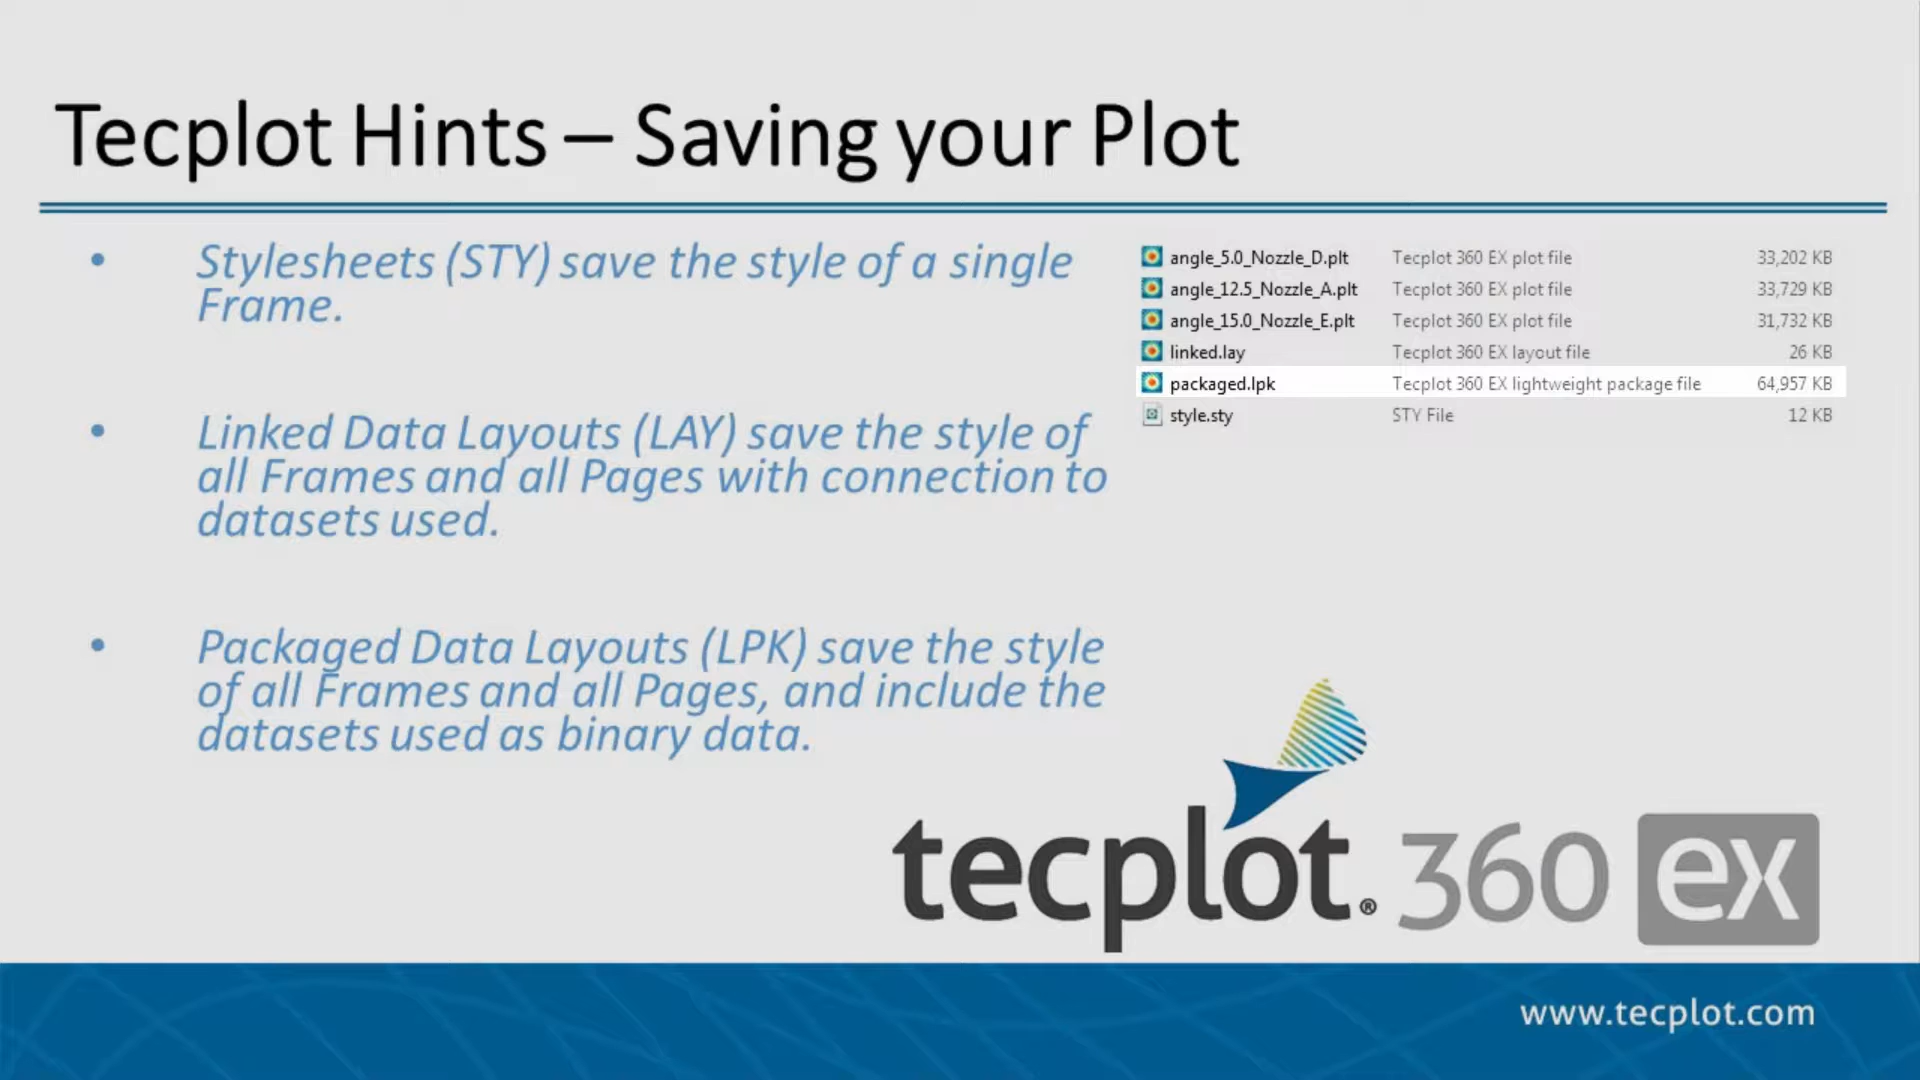 Tecplot Hints – Saving your Plot
• Stylesheets (STY) save the style of a single
Frame.
• Linked Data Layouts (LAY) save the style of
all Frames and all Pages with connection to
datasets used.
• Packaged Data Layouts (LPK) save the style
of all Frames and all Pages, and include the
datasets used as binary data.
angle_5.0_Nozzle_D.plt Tecplot 360 EX plot file 33,202 KB
angle_12.5_Nozzle_A.plt Tecplot 360 EX plot file 33,729 KB
angle_15.0_Nozzle_E.plt Tecplot 360 EX plot file 31,732 KB
linked.lay Tecplot 360 EX layout file 26 KB
packaged.lpk Tecplot 360 EX lightweight package file 64,957 KB
style.sty STY File 12 KB
tecplot® 360 ex
www.tecplot.com